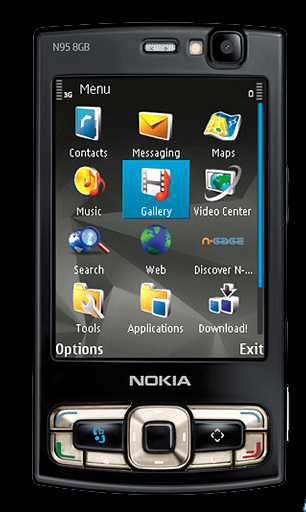 N95 8GB
3G Menu
Contacts Messaging Maps
Music Gallery Video Center
n-gage
Search Web Discover N-...
Tools Applications Download!
Options Exit
NOKIA